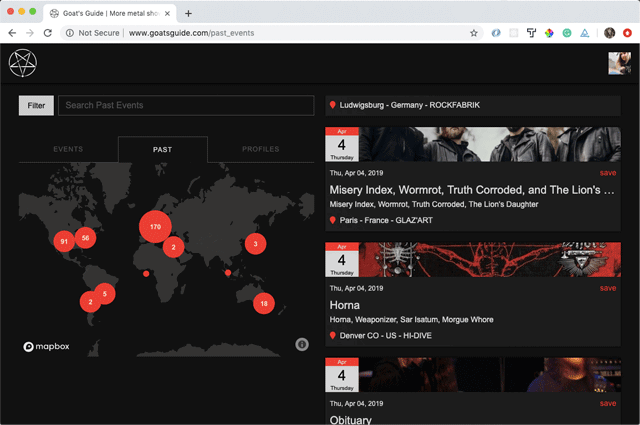 Goat's Guide | More metal sho
Not Secure | www.goatsguide.com/past_events
Filter
Search Past Events
EVENTS
PAST
PROFILES
91
56
170
2
3
5
2
18
mapbox
Ludwigsburg - Germany - ROCKFABRIK
Apr
4
Thursday
Thu, Apr 04, 2019
save
Misery Index, Wormrot, Truth Corroded, and The Lion's ...
Misery Index, Wormrot, Truth Corroded, The Lion's Daughter
Paris - France - GLAZ'ART
Apr
4
Thursday
Thu, Apr 04, 2019
save
Horna
Horna, Weaponizer, Sar Isatum, Morgue Whore
Denver CO - US - HI-DIVE
Apr
4
Thursday
Thu, Apr 04, 2019
save
Obituary